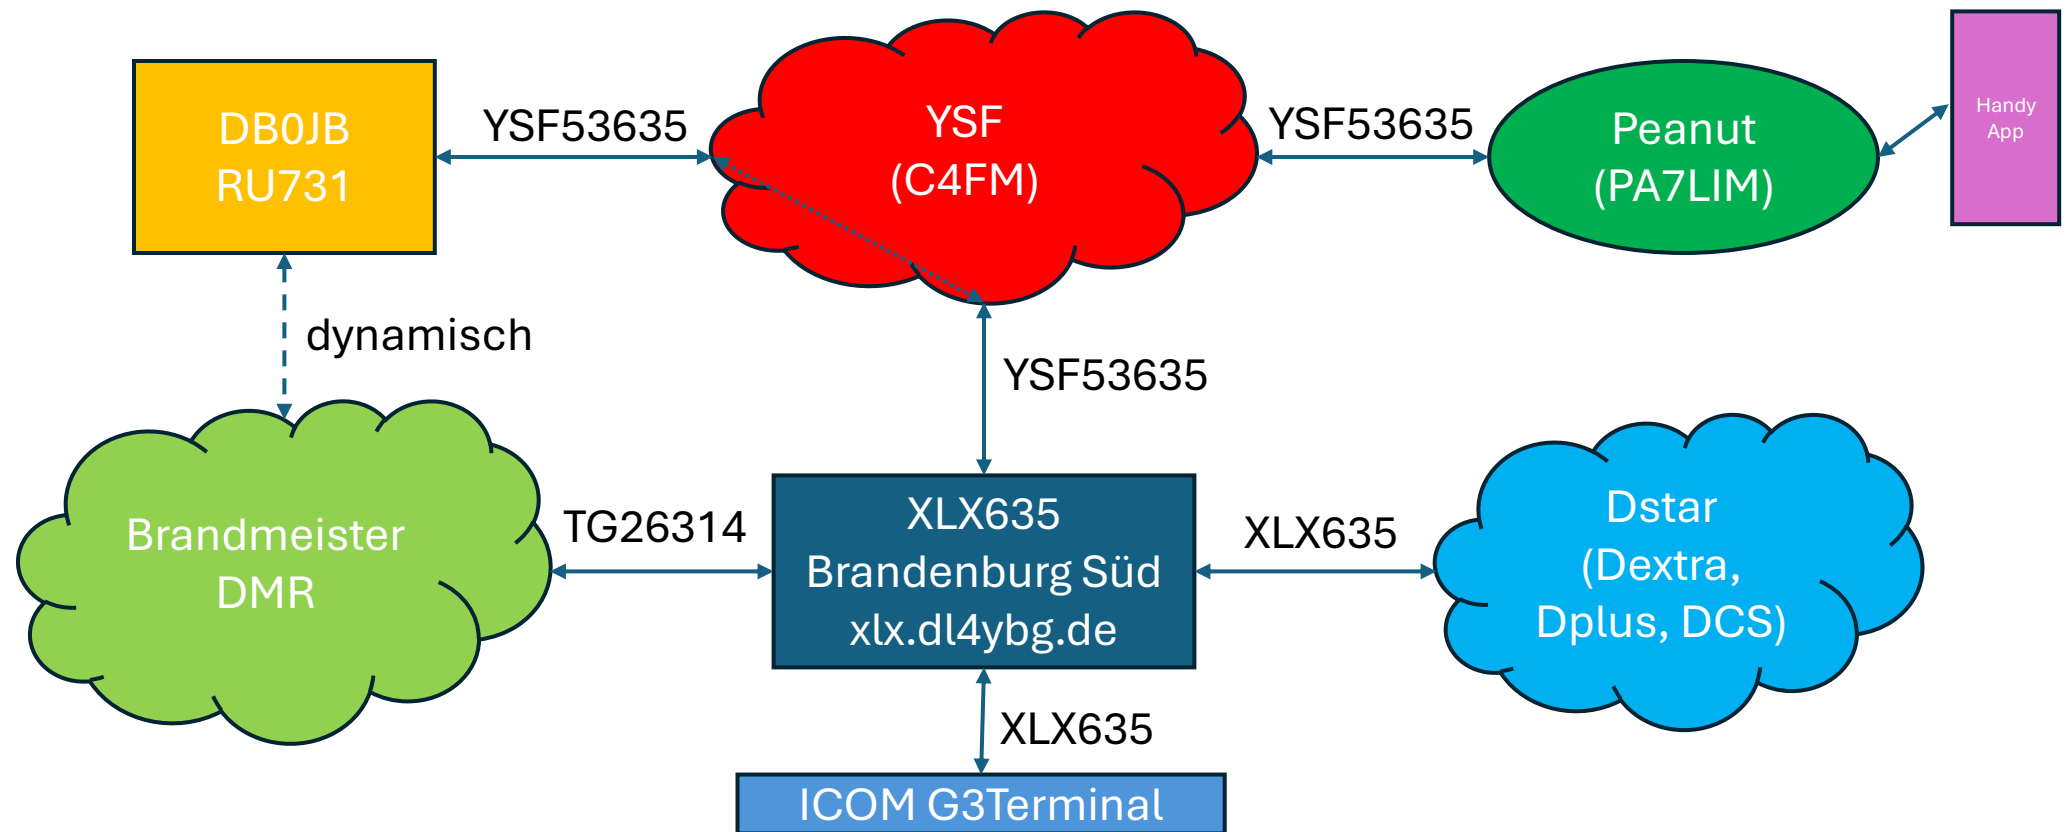 DB0JB
RU731
YSF53635
YSF
(C4FM)
YSF53635
Peanut
(PA7LIM)
Handy
App
dynamisch
YSF53635
Brandmeister
DMR
TG26314
XLX635
Brandenburg Süd
xlx.dl4ybg.de
XLX635
Dstar
(Dextra,
Dplus, DCS)
XLX635
ICOM G3Terminal